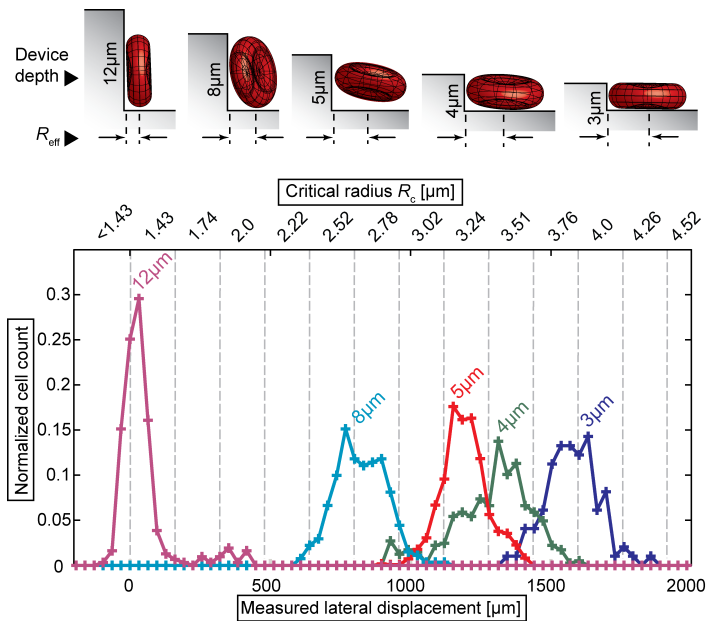 Device
depth
12μm
8μm
5μm
4μm
3μm
Reff
Critical radius Rc [μm]
<1.43 1.43 1.74 2.0 2.22 2.52 2.78 3.02 3.24 3.51 3.76 4.0 4.26 4.52
Normalized cell count
0.3
0.25
0.2
0.15
0.1
0.05
0
12μm
8μm
5μm
4μm
3μm
0 500 1000 1500 2000
Measured lateral displacement [μm]